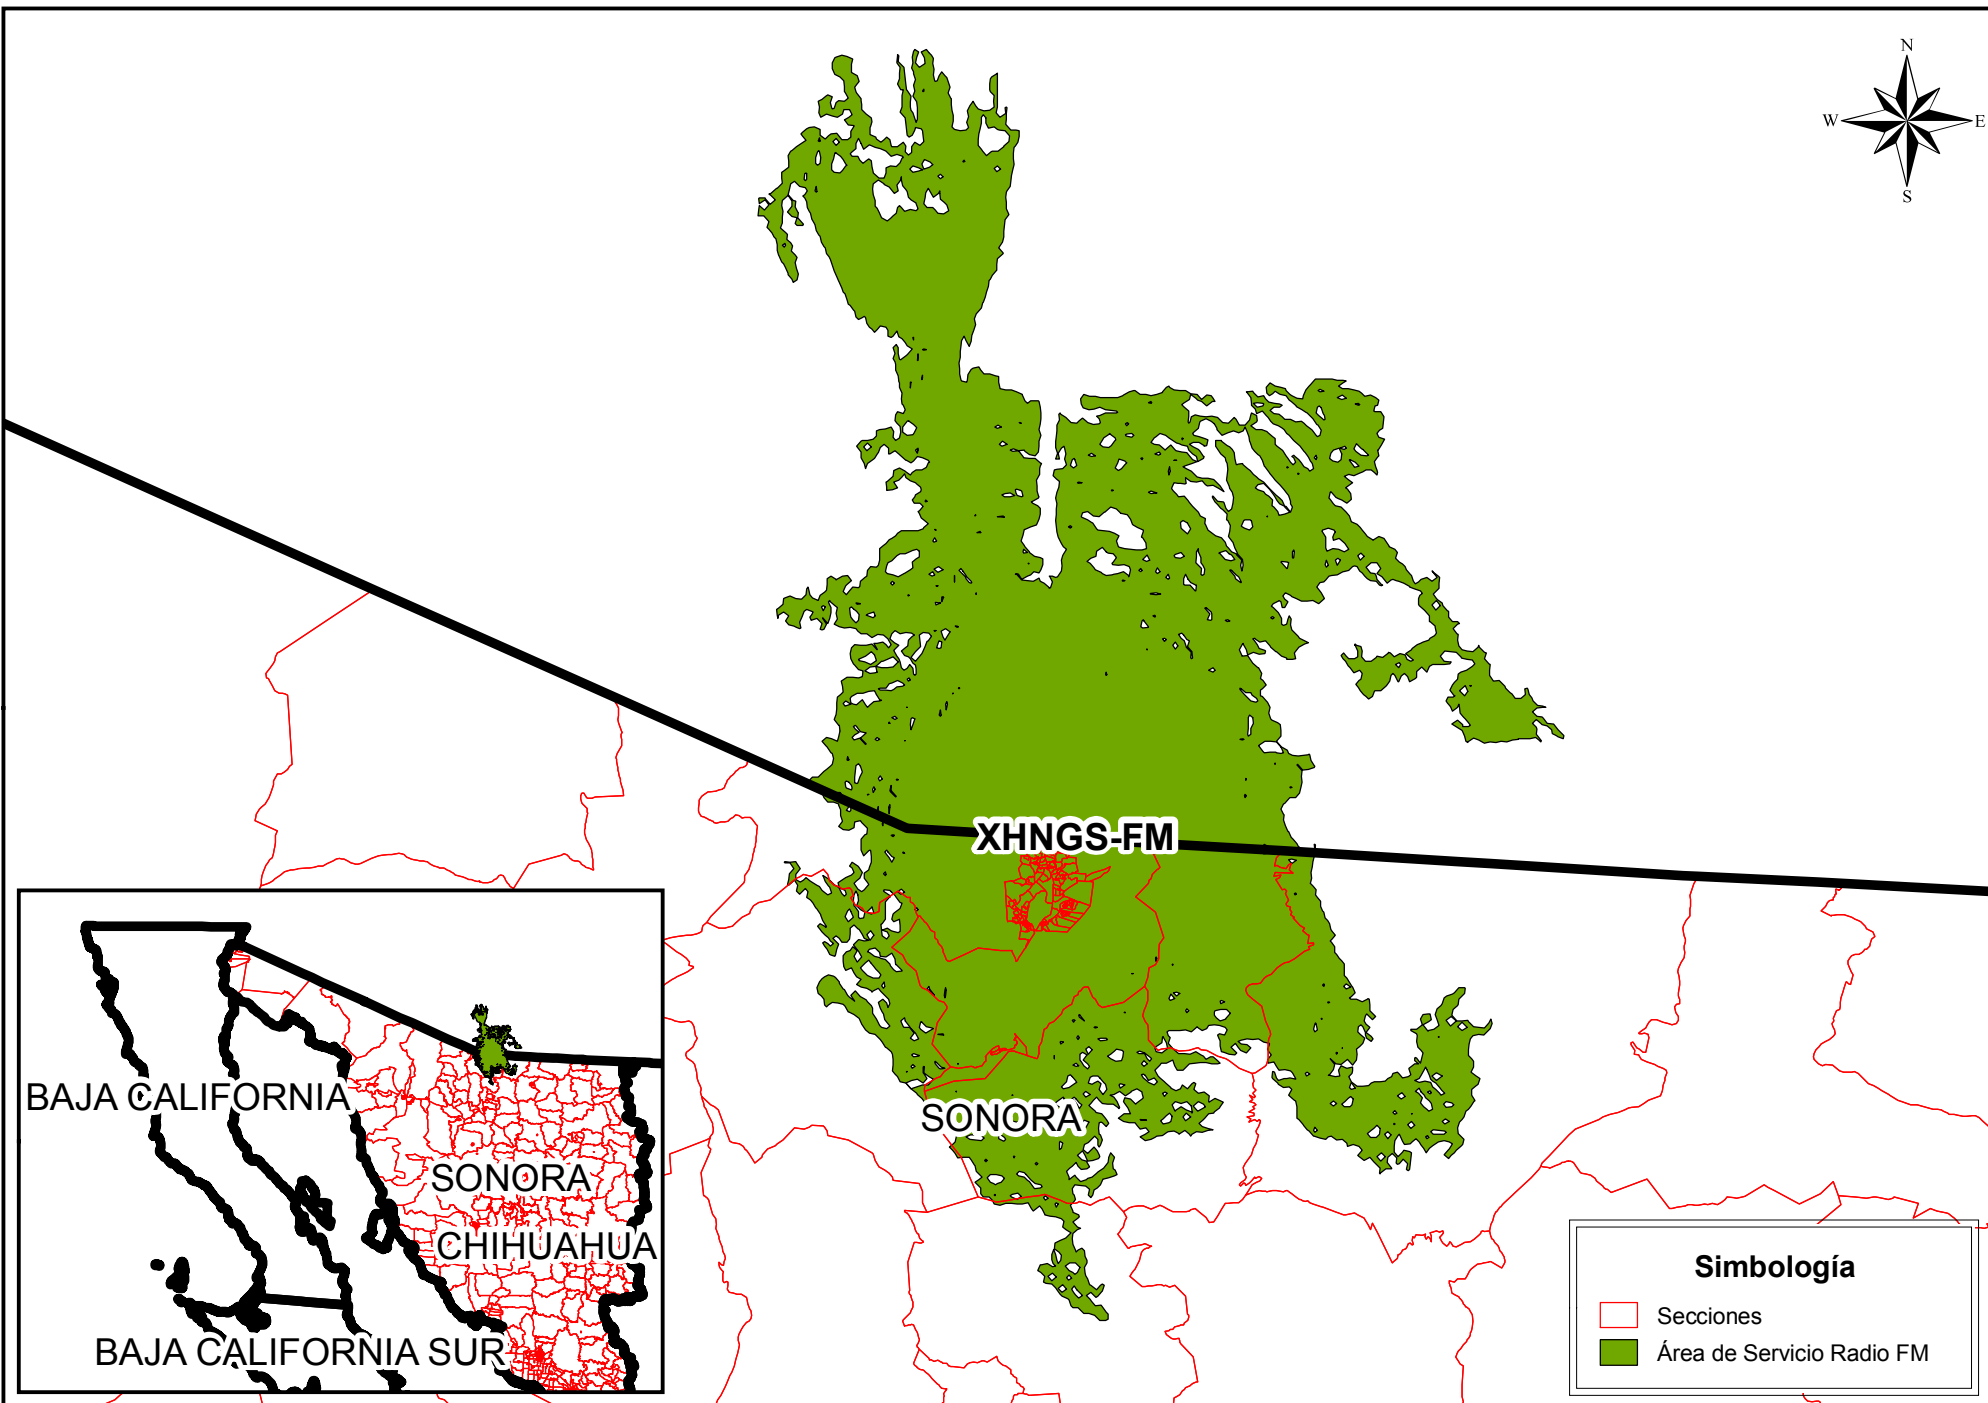 N
W
E
S
XHNGS-FM
SONORA
BAJA CALIFORNIA
SONORA
CHIHUAHUA
BAJA CALIFORNIA SUR
Simbología
Secciones
Área de Servicio Radio FM